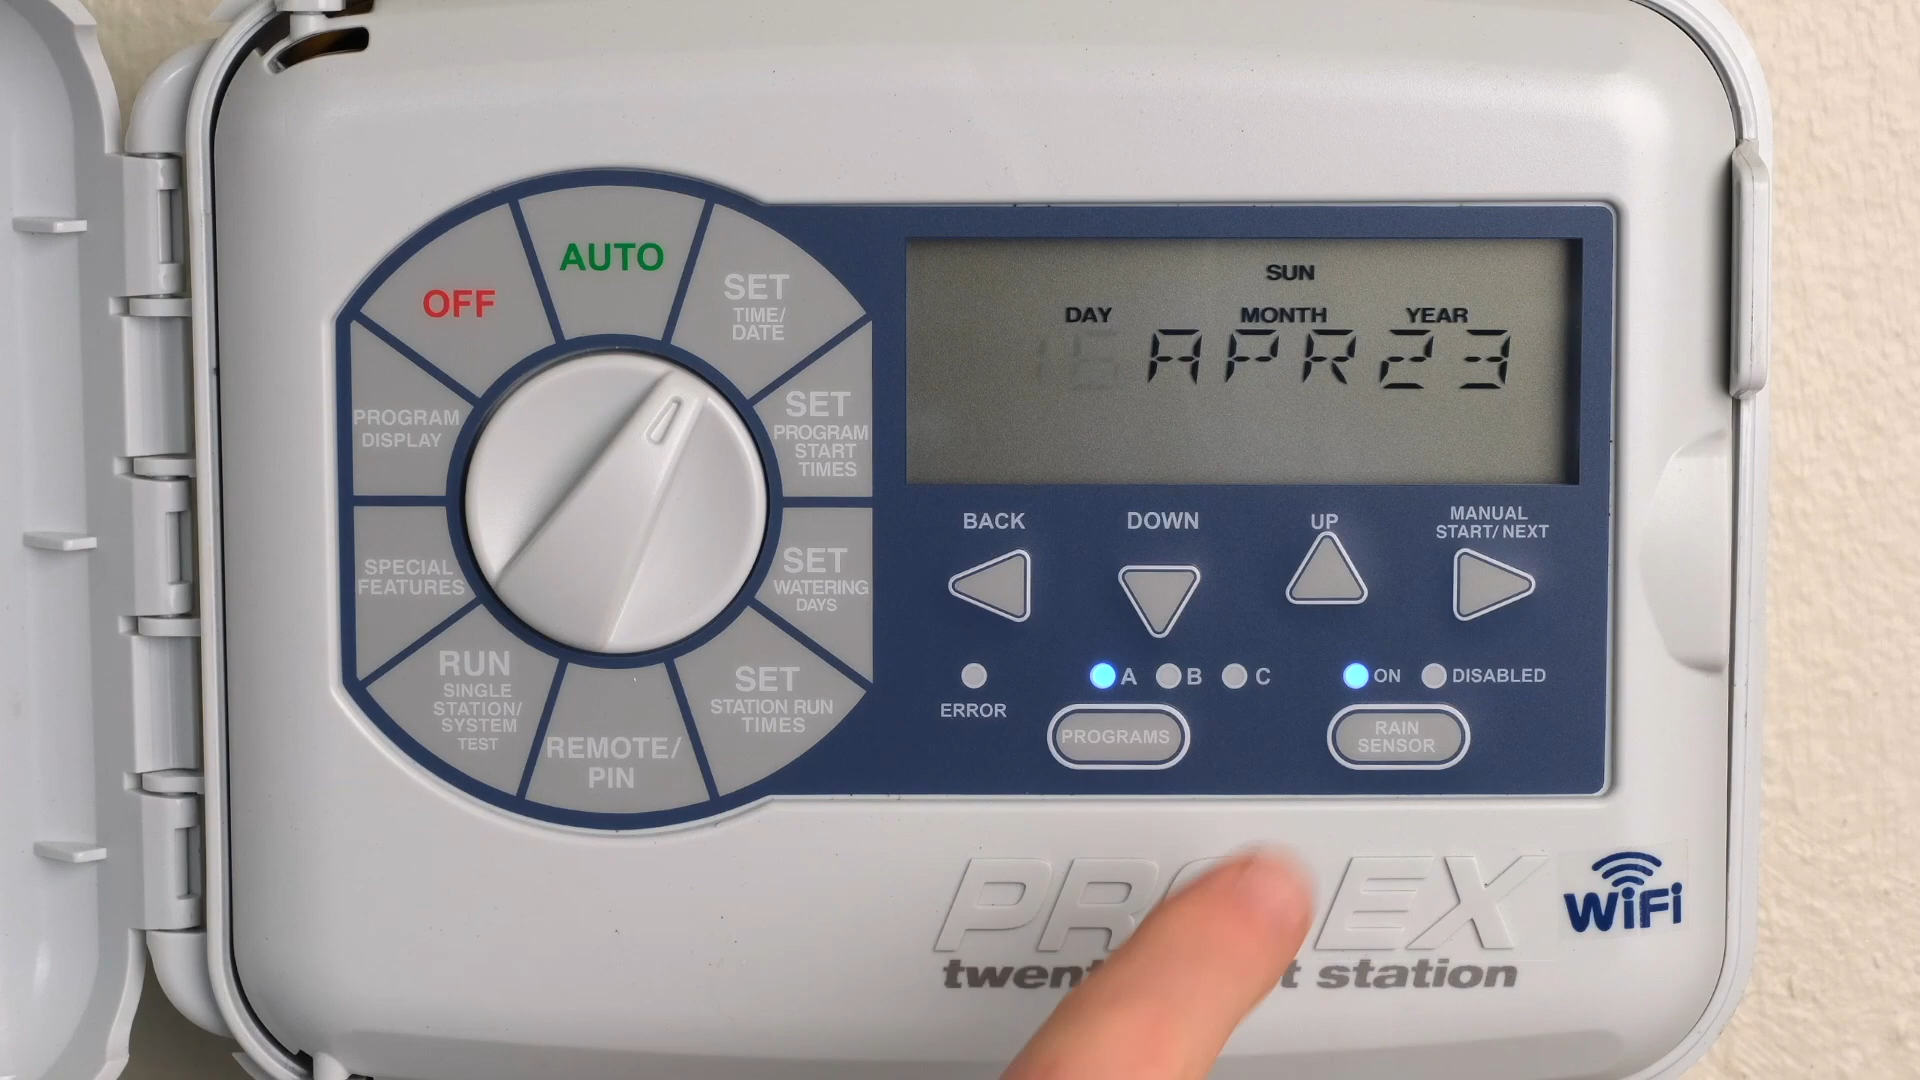 OFF
AUTO
SET
TIME/
DATE
SET
PROGRAM
START
TIMES
SET
WATERING
DAYS
SET
STATION RUN
TIMES
REMOTE/
PIN
RUN
SINGLE
STATION/
SYSTEM
TEST
SPECIAL
FEATURES
PROGRAM
DISPLAY
SUN
DAY MONTH YEAR
APR 23
BACK
DOWN
UP
MANUAL
START/NEXT
ERROR
A B C
PROGRAMS
ON DISABLED
RAIN
SENSOR
EX
station
WiFi